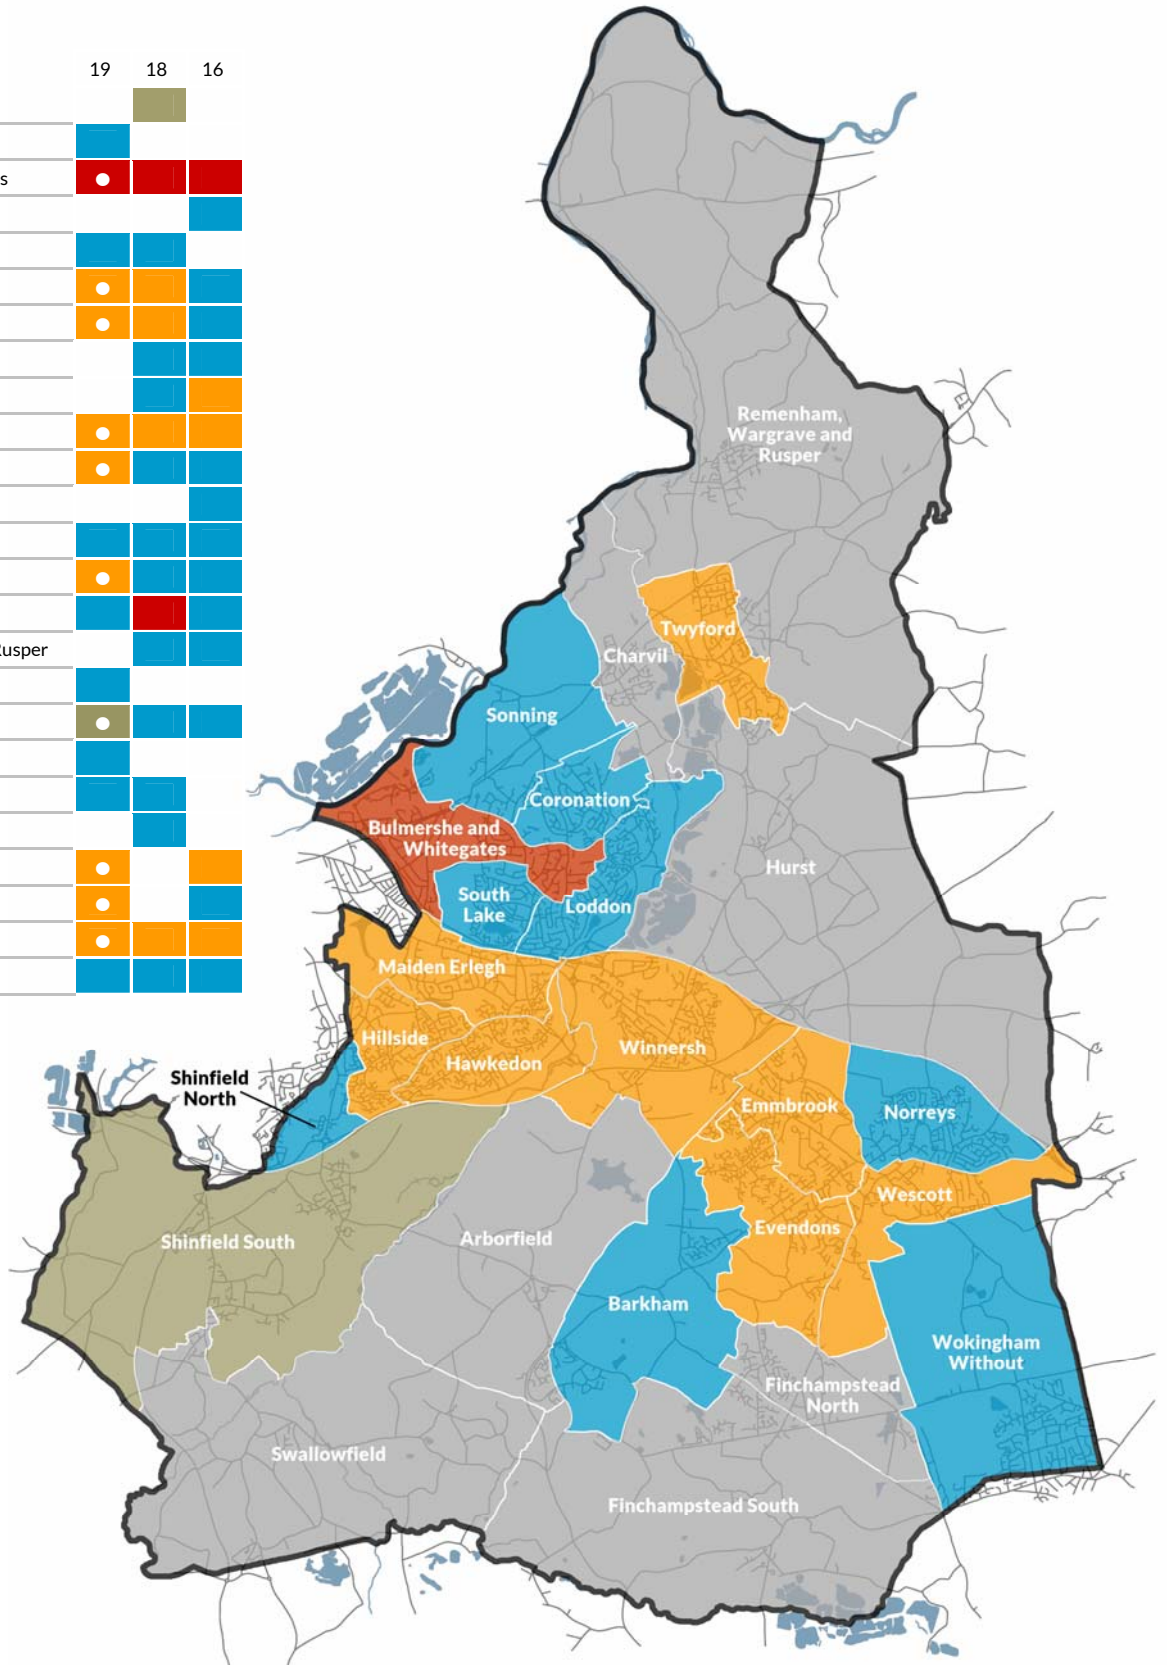 19 18 16
s
Rusper
Remenham,
Wargrave and
Rusper
Twyford
Charvil
Sonning
Coronation
Bulmershe and
Whitegates
Hurst
South
Lake
Loddon
Maiden Erlegh
Hillside
Hawkedon
Winnersh
Shinfield
North
Emmbrook
Norreys
Wescott
Shinfield South
Arborfield
Evendons
Barkham
Wokingham
Without
Finchampstead
North
Swallowfield
Finchampstead South